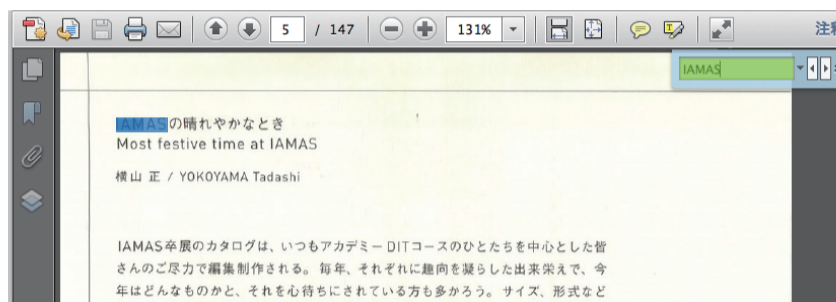 5 / 147
131%
注釈
IAMAS
IAMASの晴れやかなとき
Most festive time at IAMAS
横山 正 / YOKOYAMA Tadashi
IAMAS卒展のカタログは、いつもアカデミーDITコースのひとたちを中心とした皆
さんのご尽力で編集制作される。毎年、それぞれに趣向を凝らした出来栄えで、今
年はどんなものかと、それを心待ちにされている方も多かろう。サイズ、形式など